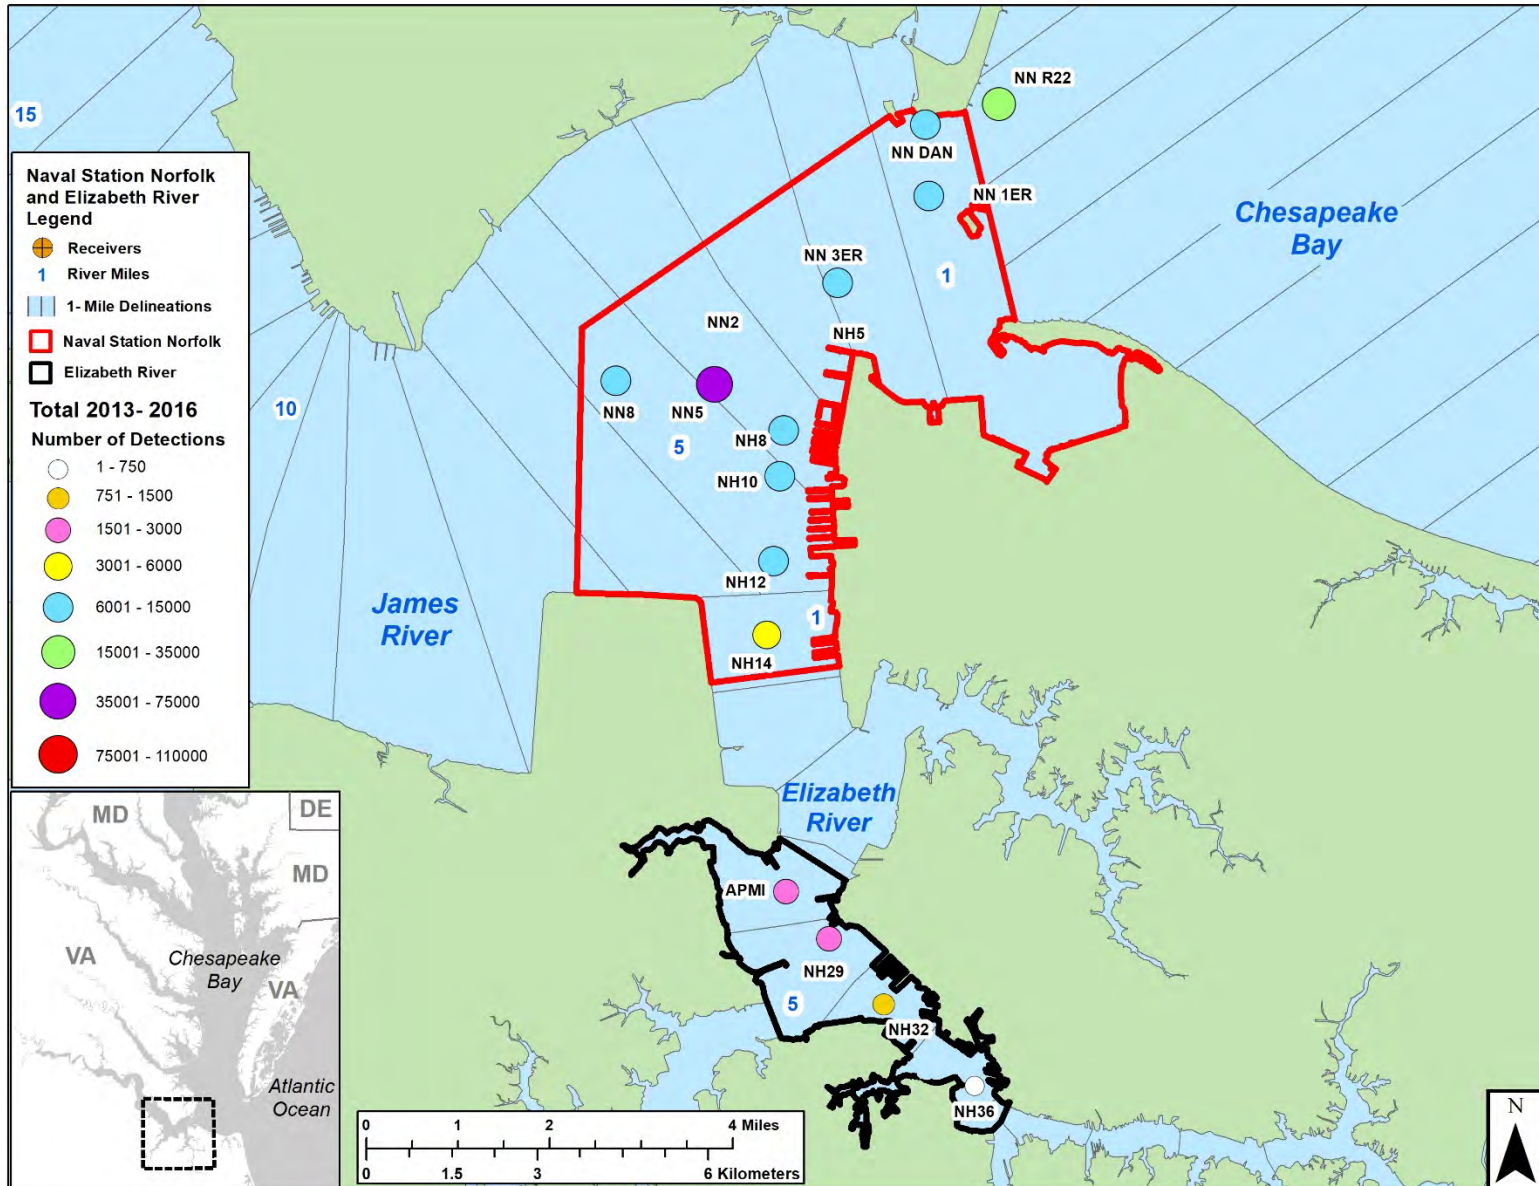 NN R22
15
NN DAN
Naval Station Norfolk
and Elizabeth River
Legend
Receivers
1 River Miles
1- Mile Delineations
Naval Station Norfolk
Elizabeth River
Total 2013- 2016
Number of Detections
1 - 750
751 - 1500
1501 - 3000
3001 - 6000
6001 - 15000
15001 - 35000
35001 - 75000
75001 - 110000
NN 1ER
Chesapeake
Bay
NN 3ER
1
NN2
NH5
NN8
NN5
10
5
NH8
NH10
NH12
James
River
1
NH14
Elizabeth
River
APMI
NH29
5
NH32
NH36
MD
DE
MD
VA
Chesapeake
Bay
VA
Atlantic
Ocean
0 1 2 4 Miles
0 1.5 3 6 Kilometers
N